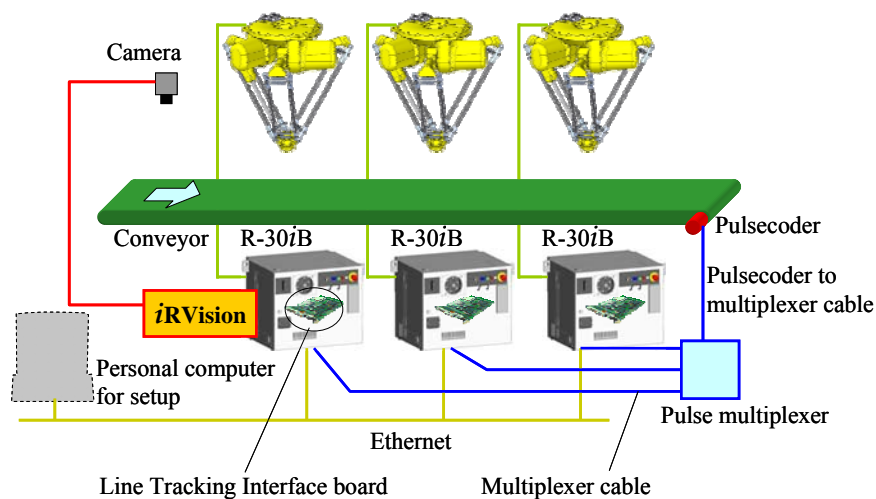 Camera
Conveyor
R-30iB
R-30iB
R-30iB
Pulsecoder
Pulsecoder to
multiplexer cable
iRVision
Personal computer
for setup
Pulse multiplexer
Ethernet
Line Tracking Interface board
Multiplexer cable